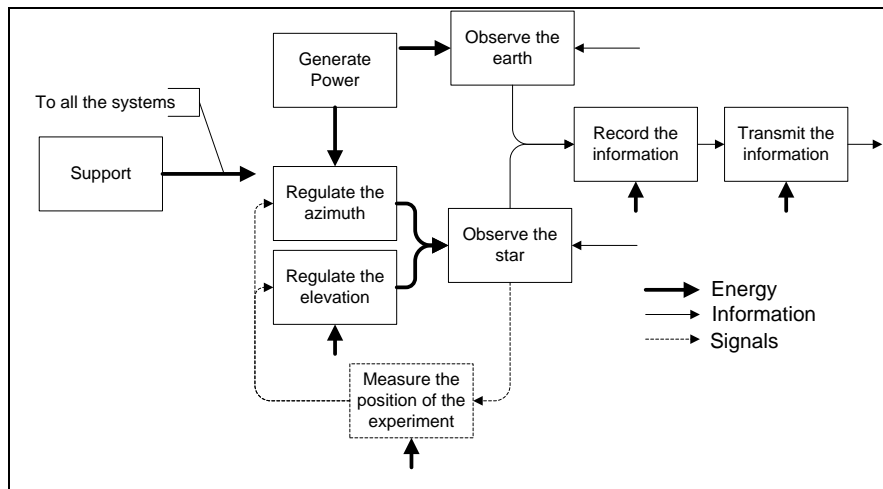 Generate
Power
Observe the
earth
To all the systems
Support
Record the
information
Transmit the
information
Regulate the
azimuth
Observe the
star
Regulate the
elevation
Energy
Information
Signals
Measure the
position of the
experiment